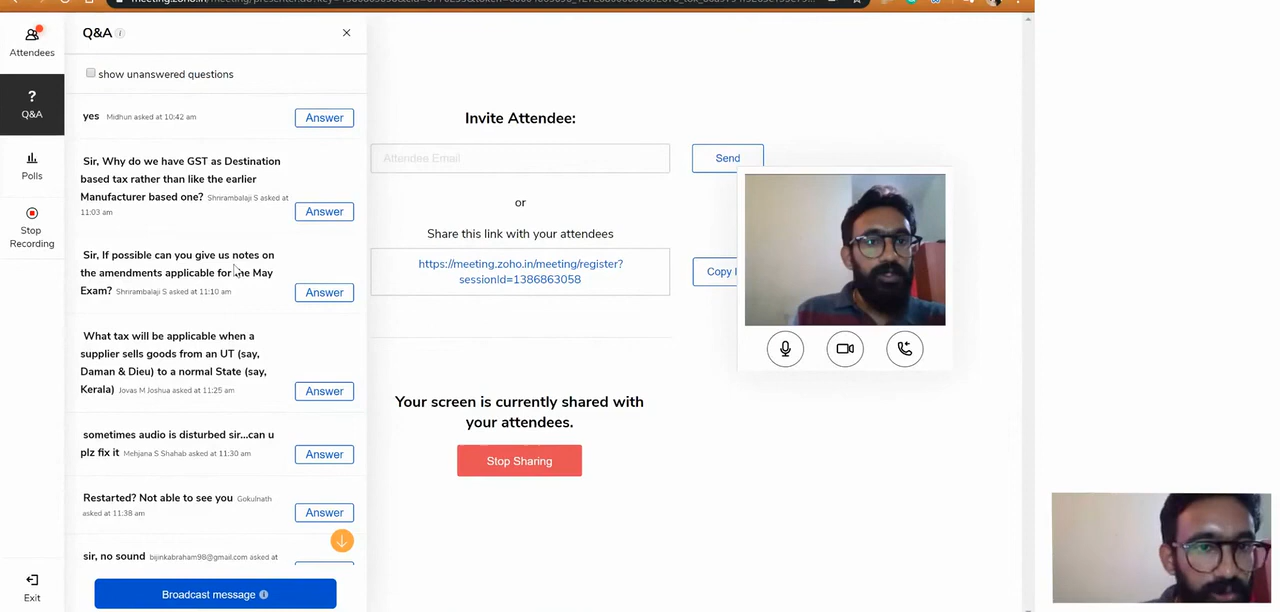 Attendees
Q&A
Polls
Stop
Recording
Exit
Q&A
show unanswered questions
yes Midhun asked at 10:42 am
Answer
Sir, Why do we have GST as Destination
based tax rather than like the earlier
Manufacturer based one? Shrirambalaji S asked at
11:03 am
Answer
Sir, If possible can you give us notes on
the amendments applicable for the May
Exam? Shrirambalaji S asked at 11:10 am
Answer
What tax will be applicable when a
supplier sells goods from an UT (say,
Daman & Dieu) to a normal State (say,
Kerala) Jovas M Joshua asked at 11:25 am
Answer
sometimes audio is disturbed sir...can u
plz fix it Mehjana S Shahab asked at 11:30 am
Answer
Restarted? Not able to see you Gokulnath
asked at 11:38 am
Answer
sir, no sound bijinkabraham98@gmail.com asked at
Broadcast message
Invite Attendee:
Attendee Email
Send
or
Share this link with your attendees
https://meeting.zoho.in/meeting/register?
sessionId=1386863058
Copy
Your screen is currently shared with
your attendees.
Stop Sharing